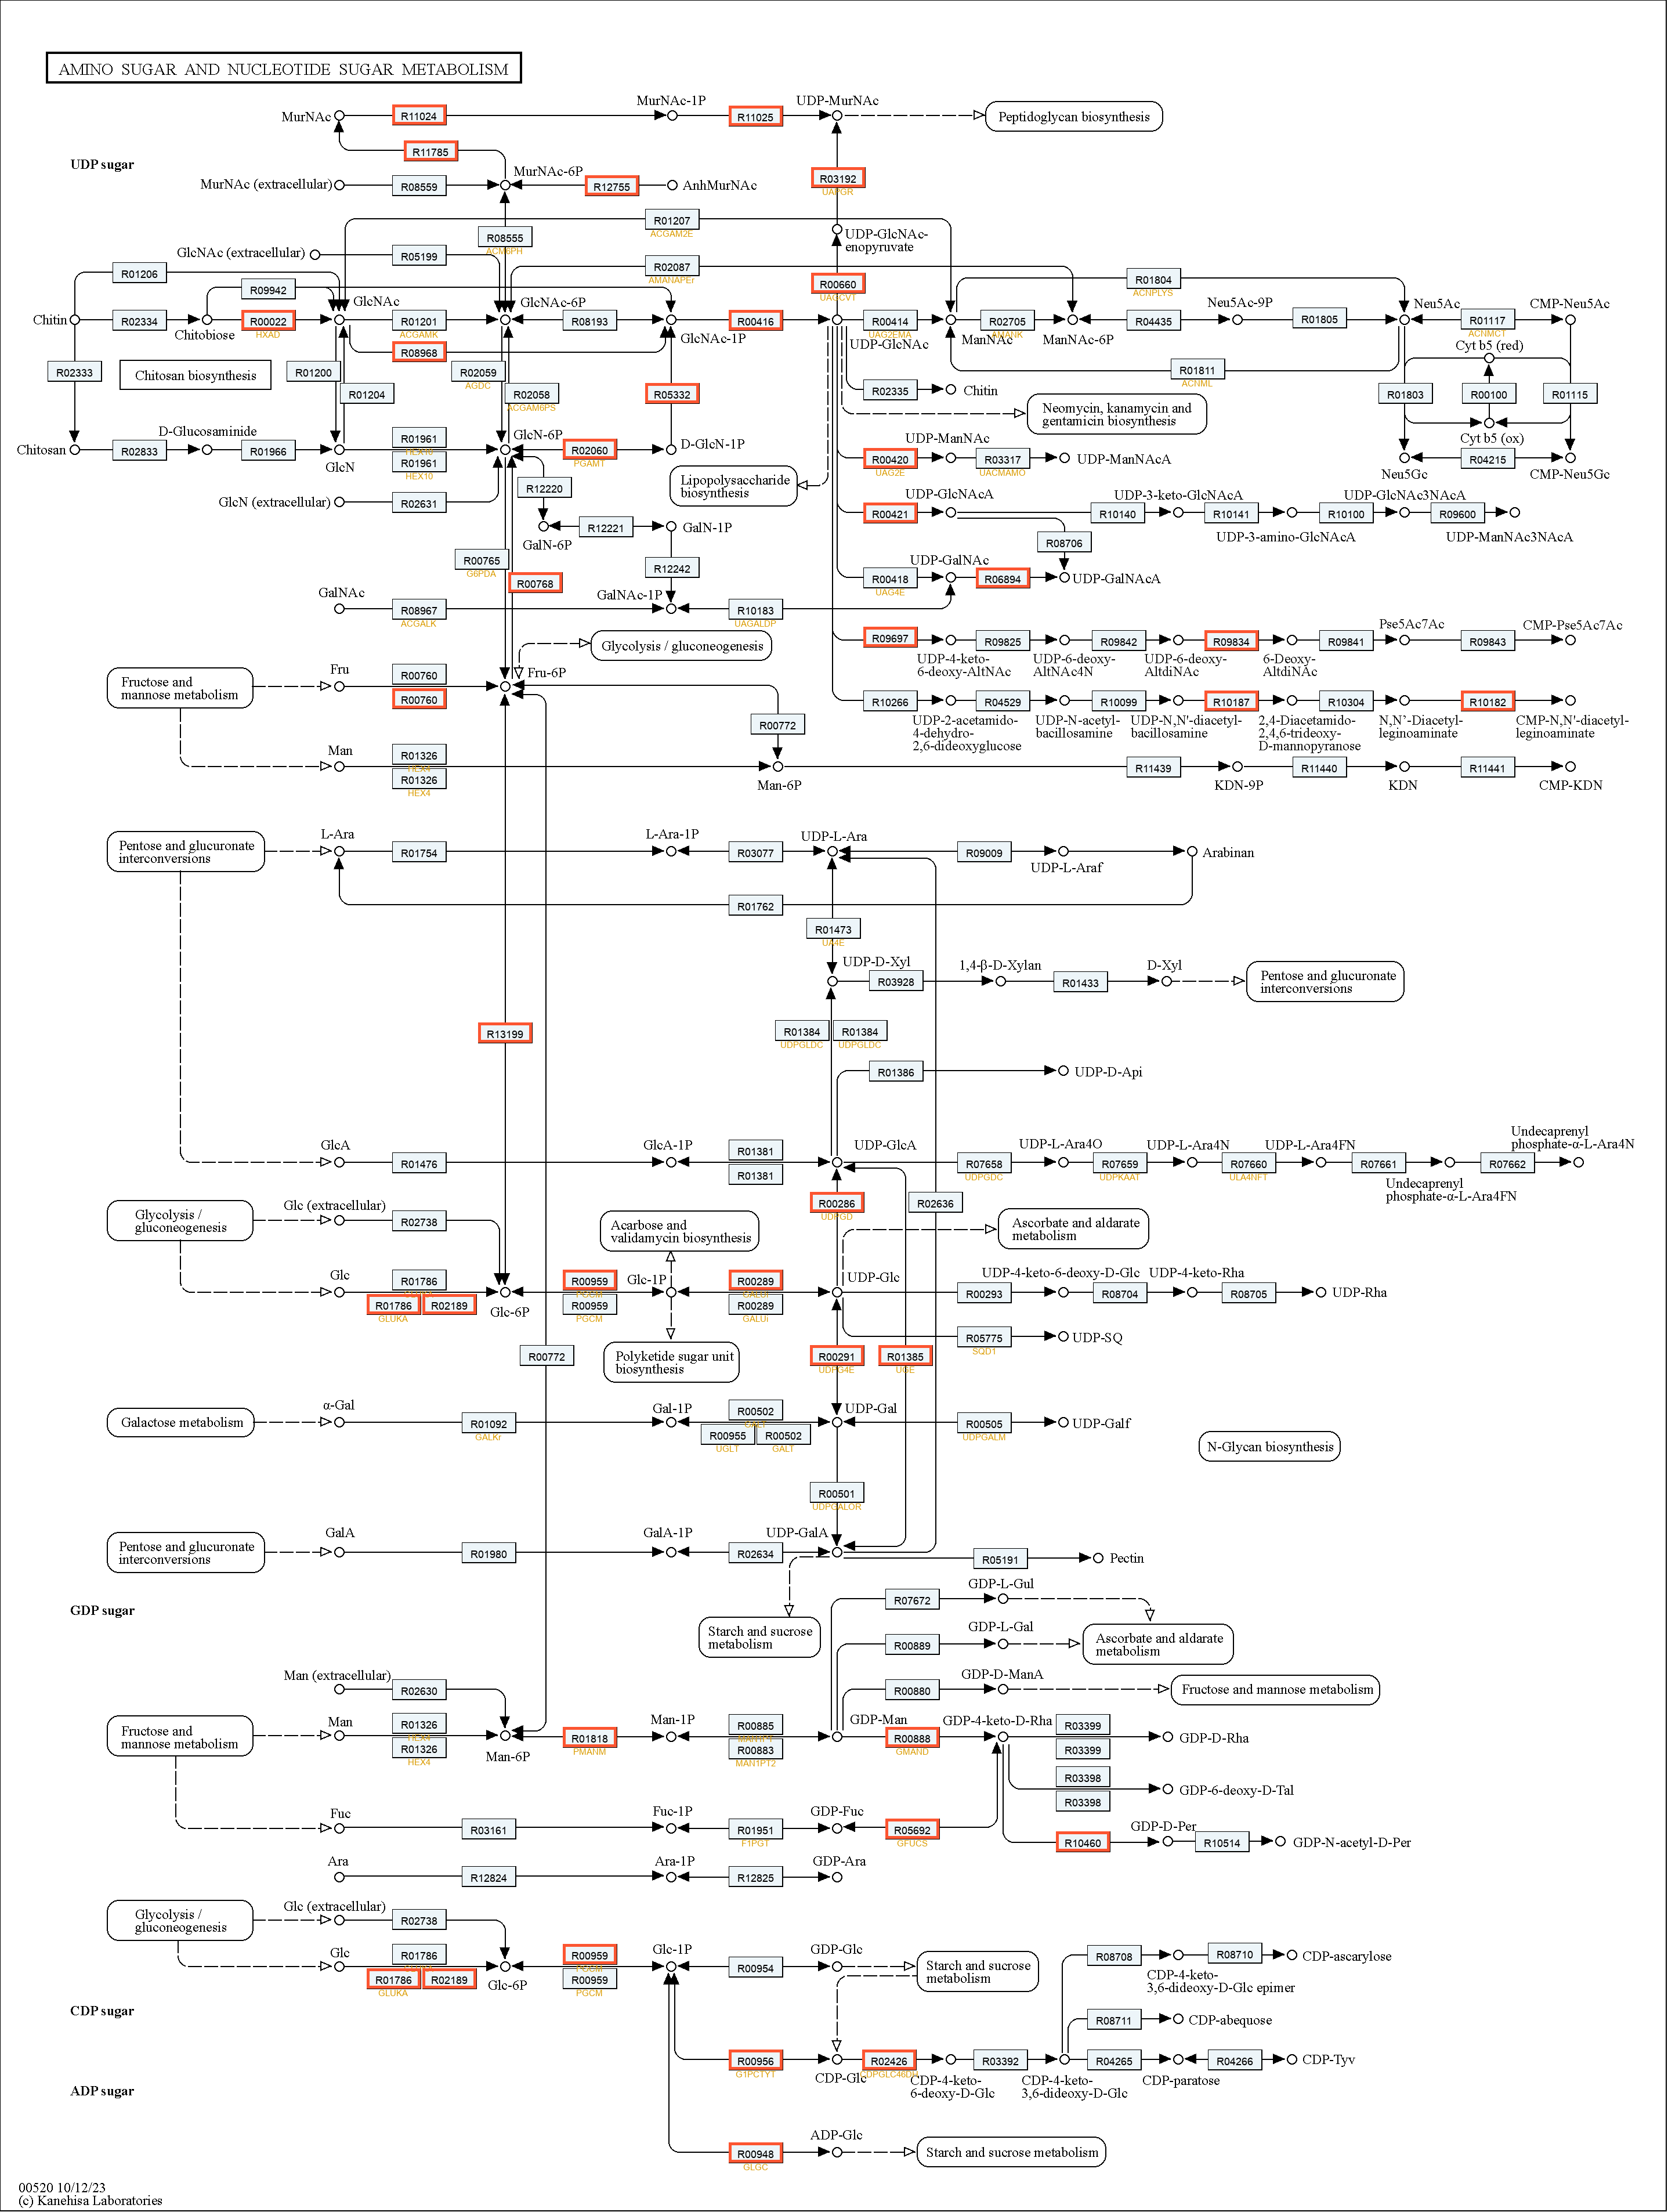 AMINO SUGAR AND NUCLEOTIDE SUGAR METABOLISM
MurNAc-1P
UDP-MurNAc
MurNAc
R11024
R11025
Peptidoglycan biosynthesis
R11785
UDP sugar
MurNAc-6P
R03192
MurNAc (extracellular)
R08559
R12755
AnhMurNAc
R01207
ACGAM2E
UDP-GlcNAc-
enopyruvate
R08555
ACM6PH
GlcNAc (extracellular)
R05199
R02087
AMANAPEr
R01206
R01804
ACNPLYS
R00660
UAGCVT
R09942
GlcNAc
GlcNAc-6P
Neu5Ac-9P
Neu5Ac
CMP-Neu5Ac
Chitin
R02334
Chitobiose
R00022
HXAD
R01201
ACGAMK
R08193
GlcNAc-1P
R00416
UDP-GlcNAc
R00414
UAG2EMA
ManNAc
R02705
AMANK
ManNAc-6P
R04435
R01805
R01117
ACNMCT
R08968
Cyt b5 (red)
R02333
Chitosan biosynthesis
R01200
R02059
AGDC
R01811
ACNML
R01204
R02058
ACGAM6PS
R05332
R02335
Chitin
R01803
R00100
R01115
Neomycin, kanamycin and
gentamicin biosynthesis
D-Glucosaminide
R01961
GlcN-6P
D-GlcN-1P
UDP-ManNAc
Cyt b5 (ox)
Chitosan
R02833
R01966
GlcN
R01961
HEX10
R02060
PGAMT
R00420
UAG2E
R03317
UACMAMO
UDP-ManNAcA
Neu5Gc
R04215
CMP-Neu5Gc
Lipopolysaccharide
biosynthesis
R12220
GlcN (extracellular)
R02631
UDP-GlcNAcA
UDP-3-keto-GlcNAcA
UDP-GlcNAc3NAcA
R00421
R10140
R10141
R10100
R09600
R12221
GalN-1P
GalN-6P
UDP-3-amino-GlcNAcA
UDP-ManNAc3NAcA
R08706
R00765
G6PDA
R00768
R12242
UDP-GalNAc
R00418
UAG4E
R06894
UDP-GalNAcA
GalNAc
GalNAc-1P
R08967
ACGALK
R10183
UAGALDP
Glycolysis / gluconeogenesis
R09697
R09825
R09842
R09834
R09841
Pse5Ac7Ac
R09843
CMP-Pse5Ac7Ac
UDP-4-keto-
6-deoxy-AltNAc
UDP-6-deoxy-
AltNAc4N
UDP-6-deoxy-
AltdiNAc
6-Deoxy-
AltdiNAc
Fru
R00760
Fru-6P
Fructose and
mannose metabolism
R00760
R10266
R04529
R10099
R10187
R10304
R10182
R00772
UDP-2-acetamido-
4-dehydro-
2,6-dideoxyglucose
UDP-N-acetyl-
bacillosamine
UDP-N,N'-diacetyl-
bacillosamine
2,4-Diacetamido-
2,4,6-trideoxy-
D-mannopyranose
N,N'-Diacetyl-
leginoaminate
CMP-N,N'-diacetyl-
leginoaminate
Man
R01326
R01326
HEX4
Man-6P
R11439
KDN-9P
R11440
KDN
R11441
CMP-KDN
L-Ara
L-Ara-1P
UDP-L-Ara
Pentose and glucuronate
interconversions
R01754
R03077
R09009
UDP-L-Araf
Arabinan
R01762
R01473
UA4E
UDP-D-Xyl
1,4-β-D-Xylan
D-Xyl
R03928
R01433
Pentose and glucuronate
interconversions
R13199
R01384
UDPGLDC
R01384
UDPGLDC
R01386
UDP-D-Api
GlcA
GlcA-1P
R01381
UDP-GlcA
UDP-L-Ara4O
UDP-L-Ara4N
UDP-L-Ara4FN
Undecaprenyl
phosphate-α-L-Ara4N
R01476
R01381
R07658
UDPGDC
R07659
UDPKAAT
R07660
ULA4NFT
R07661
R07662
Undecaprenyl
phosphate-α-L-Ara4FN
R00286
UDPGD
R02636
Glycolysis /
gluconeogenesis
Glc (extracellular)
R02738
Acarbose and
validamycin biosynthesis
Ascorbate and aldarate
metabolism
Glc
R01786
R00959
Glc-1P
R00289
UDP-Glc
UDP-4-keto-6-deoxy-D-Glc
UDP-4-keto-Rha
R01786
GLUKA
R02189
Glc-6P
R00959
PGCM
R00289
GALUi
R00293
R08704
R08705
UDP-Rha
R05775
SQD1
UDP-SQ
R00772
Polyketide sugar unit
biosynthesis
R00291
UDPG4E
R01385
UGE
α-Gal
Gal-1P
R00502
UDP-Gal
Galactose metabolism
R01092
GALKr
R00955
UGLT
R00502
GALT
R00505
UDPGALM
UDP-Galf
N-Glycan biosynthesis
R00501
UDPGALOR
GalA
GalA-1P
UDP-GalA
Pentose and glucuronate
interconversions
R01980
R02634
R05191
Pectin
GDP-L-Gul
GDP sugar
R07672
Starch and sucrose
metabolism
GDP-L-Gal
R00889
Ascorbate and aldarate
metabolism
Man (extracellular)
R02630
GDP-D-ManA
R00880
Fructose and mannose metabolism
Fructose and
mannose metabolism
Man
R01326
R01326
HEX4
Man-6P
R01818
PMANM
Man-1P
R00885
R00883
MAN1PT2
GDP-Man
R00888
GMAND
GDP-4-keto-D-Rha
R03399
R03399
GDP-D-Rha
R03398
R03398
GDP-6-deoxy-D-Tal
Fuc
R03161
Fuc-1P
R01951
F1PGT
GDP-Fuc
R05692
GFUCS
R10460
GDP-D-Per
R10514
GDP-N-acetyl-D-Per
Ara
R12824
Ara-1P
R12825
GDP-Ara
Glycolysis /
gluconeogenesis
Glc (extracellular)
R02738
Glc
R01786
R01786
GLUKA
R02189
Glc-6P
R00959
R00959
PGCM
Glc-1P
R00954
GDP-Glc
Starch and sucrose
metabolism
R08708
R08710
CDP-ascarylose
CDP-4-keto-
3,6-dideoxy-D-Glc epimer
CDP sugar
R08711
CDP-abequose
R00956
G1PCTYT
CDP-Glc
R02426
CDPGLC46DH
CDP-4-keto-
6-deoxy-D-Glc
R03392
CDP-4-keto-
3,6-dideoxy-D-Glc
R04265
CDP-paratose
R04266
CDP-Tyv
ADP sugar
ADP-Glc
R00948
GLGC
Starch and sucrose metabolism
00520 10/12/23
(c) Kanehisa Laboratories